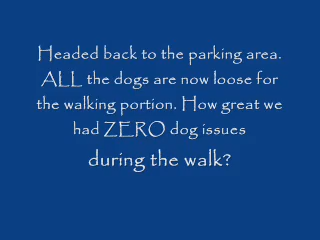 Headed back to the parking area.
ALL the dogs are now loose for
the walking portion. How great we
had ZERO dog issues
during the walk?